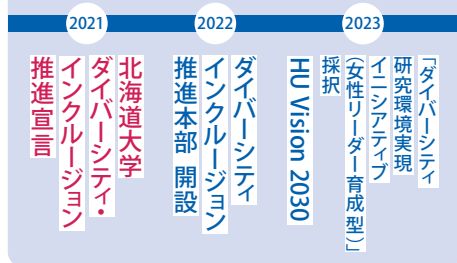 2021
2022
2023
北海道大学
ダイバーシティ・
インクルージョン
推進宣言
ダイバーシティ
インクルージョン
推進本部 開設
「ダイバーシティ
研究環境実現
イニシアティブ
(女性リーダー育成型)」
採択
HU Vision 2030